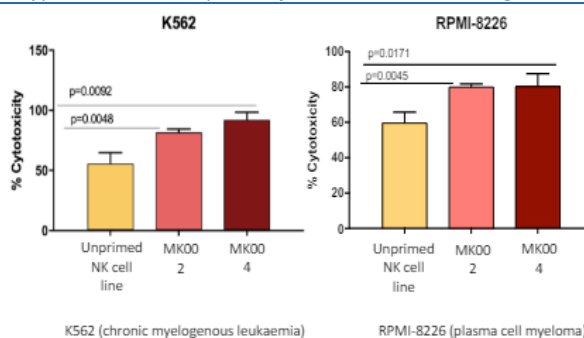 K562
150
100
50
0
% Cytotoxicity
p=0.0092
p=0.0048
Unprimed
NK cell
line
MK00
2
MK00
4
K562 (chronic myelogenous leukaemia)
RPMI-8226
100
80
60
40
20
0
% Cytotoxicity
p=0.0171
p=0.0045
Unprimed
NK cell
line
MK00
2
MK00
4
RPMI-8226 (plasma cell myeloma)